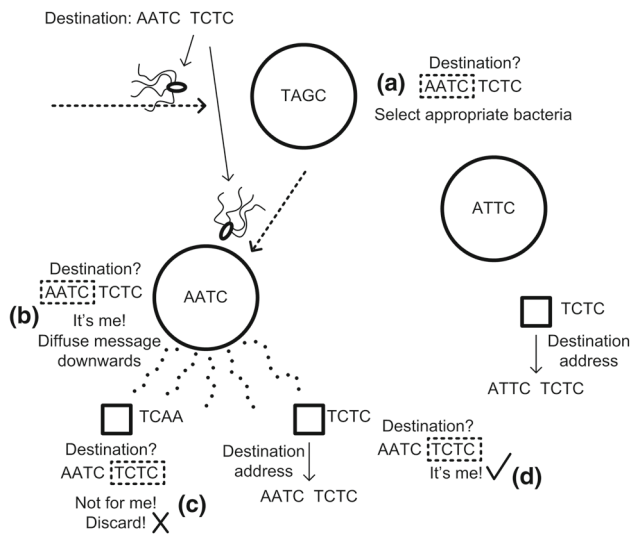 Destination: AATC TCTC
TAGC
(a)
Destination?
AATC TCTC
Select appropriate bacteria
ATTC
TCTC
Destination
address
ATTC TCTC
(b)
Destination?
AATC TCTC
It's me!
Diffuse message
downwards
AATC
TCAA
Destination?
AATC TCTC
Not for me!
Discard!
(c)
TCTC
Destination
address
AATC TCTC
Destination?
AATC TCTC
It's me!
(d)